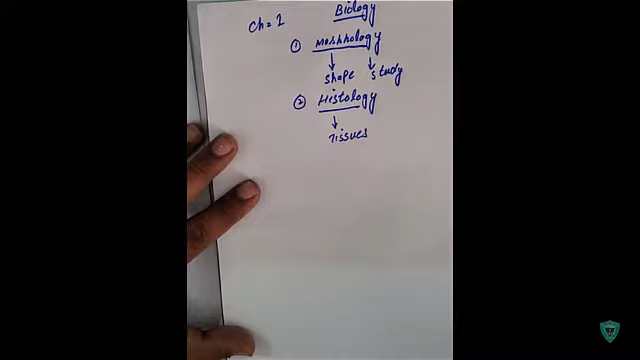 Biology
Ch = 1
① Morphology
shape study
② Histology
Tissues